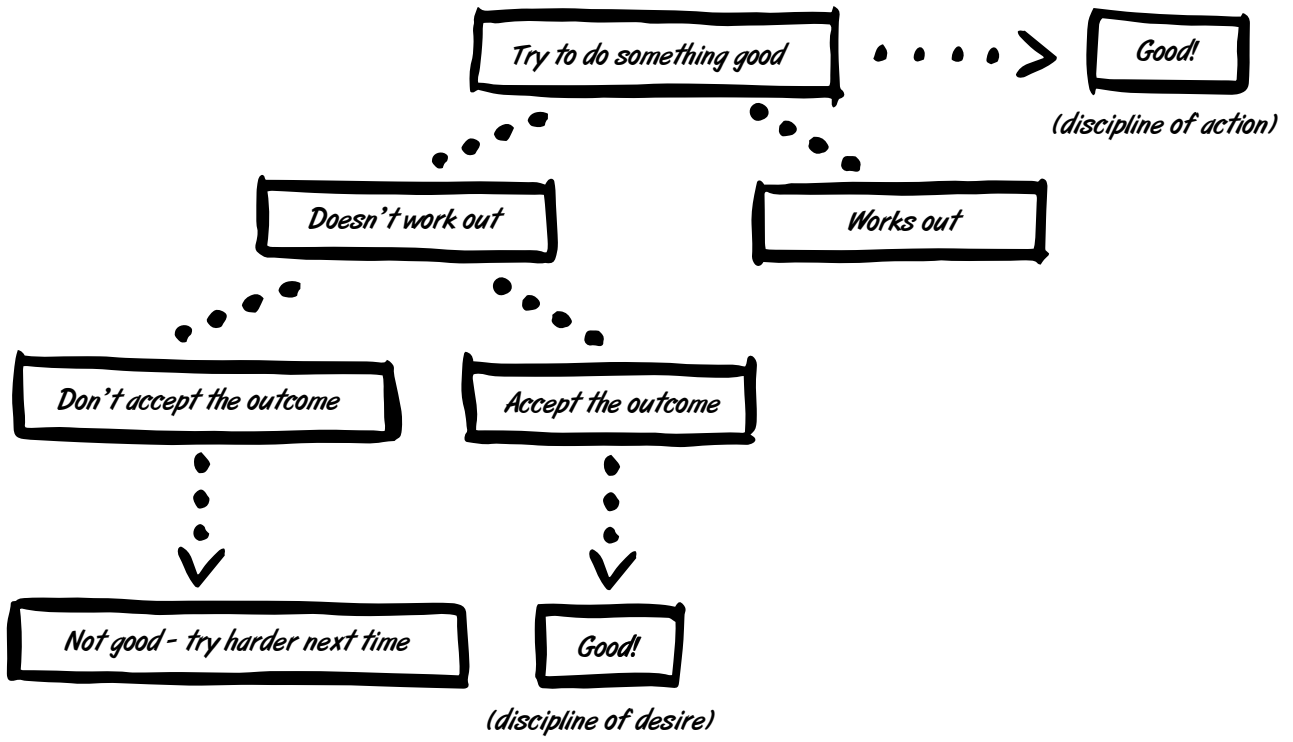 Try to do something good
Good!
(discipline of action)
Doesn't work out
Works out
Don't accept the outcome
Accept the outcome
Not good - try harder next time
Good!
(discipline of desire)